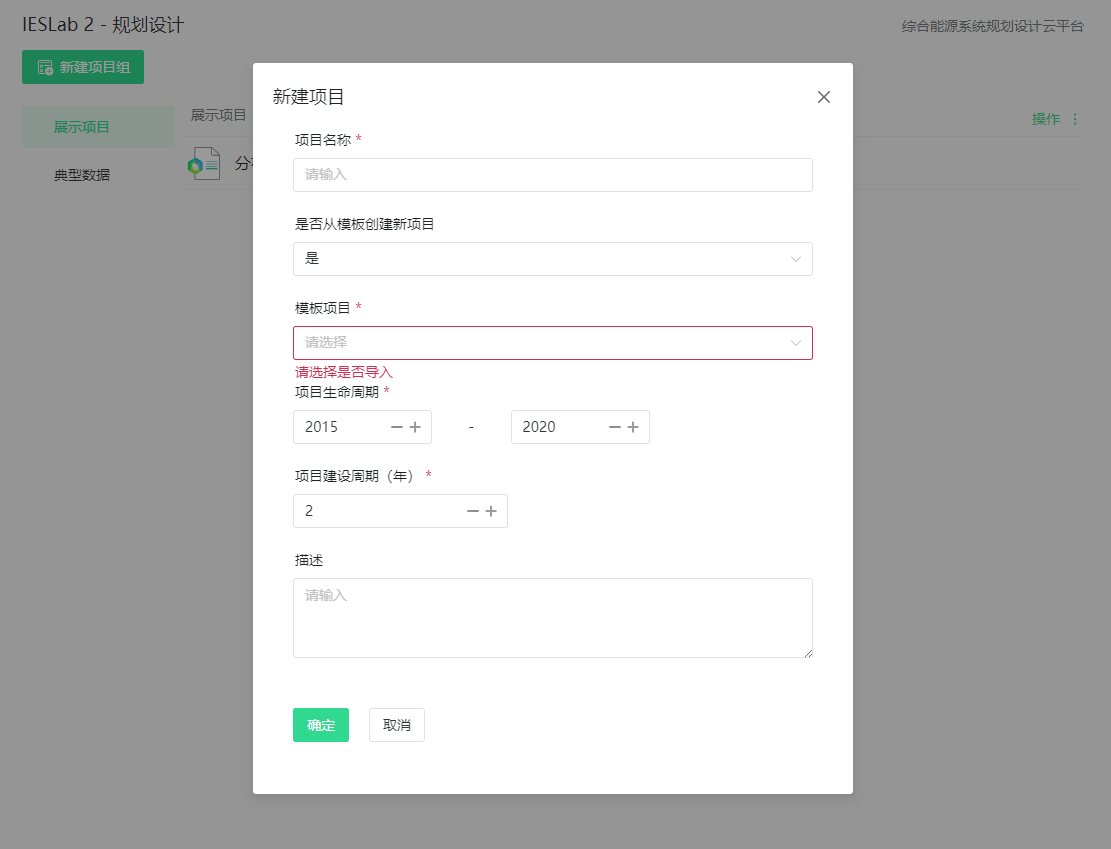 IESLab 2 - 规划设计
综合能源系统规划设计云平台
新建项目组
展示项目
典型数据
展示项目
操作
新建项目
项目名称 *
请输入
是否从模板创建新项目
是
模板项目 *
请选择
请选择是否导入
项目生命周期 *
2015 - 2020
项目建设周期（年） *
2
描述
请输入
确定 取消